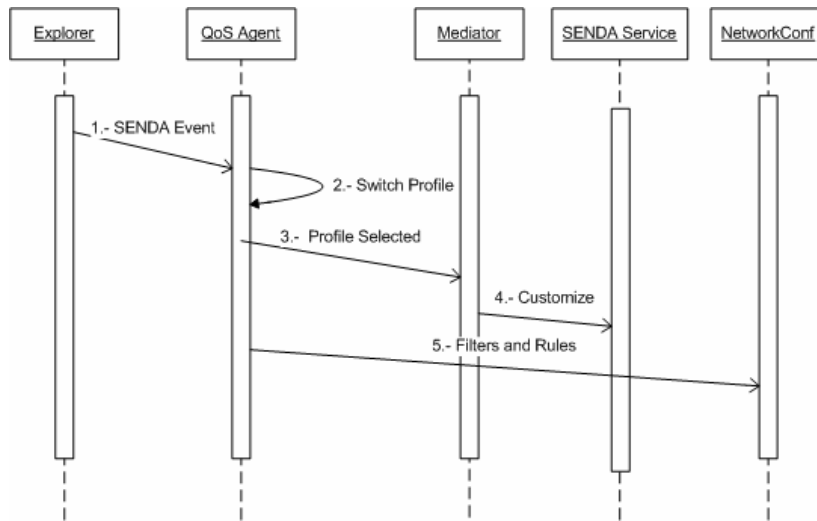 Explorer
QoS Agent
Mediator
SENDA Service
NetworkConf
1.- SENDA Event
2.- Switch Profile
3.- Profile Selected
4.- Customize
5.- Filters and Rules